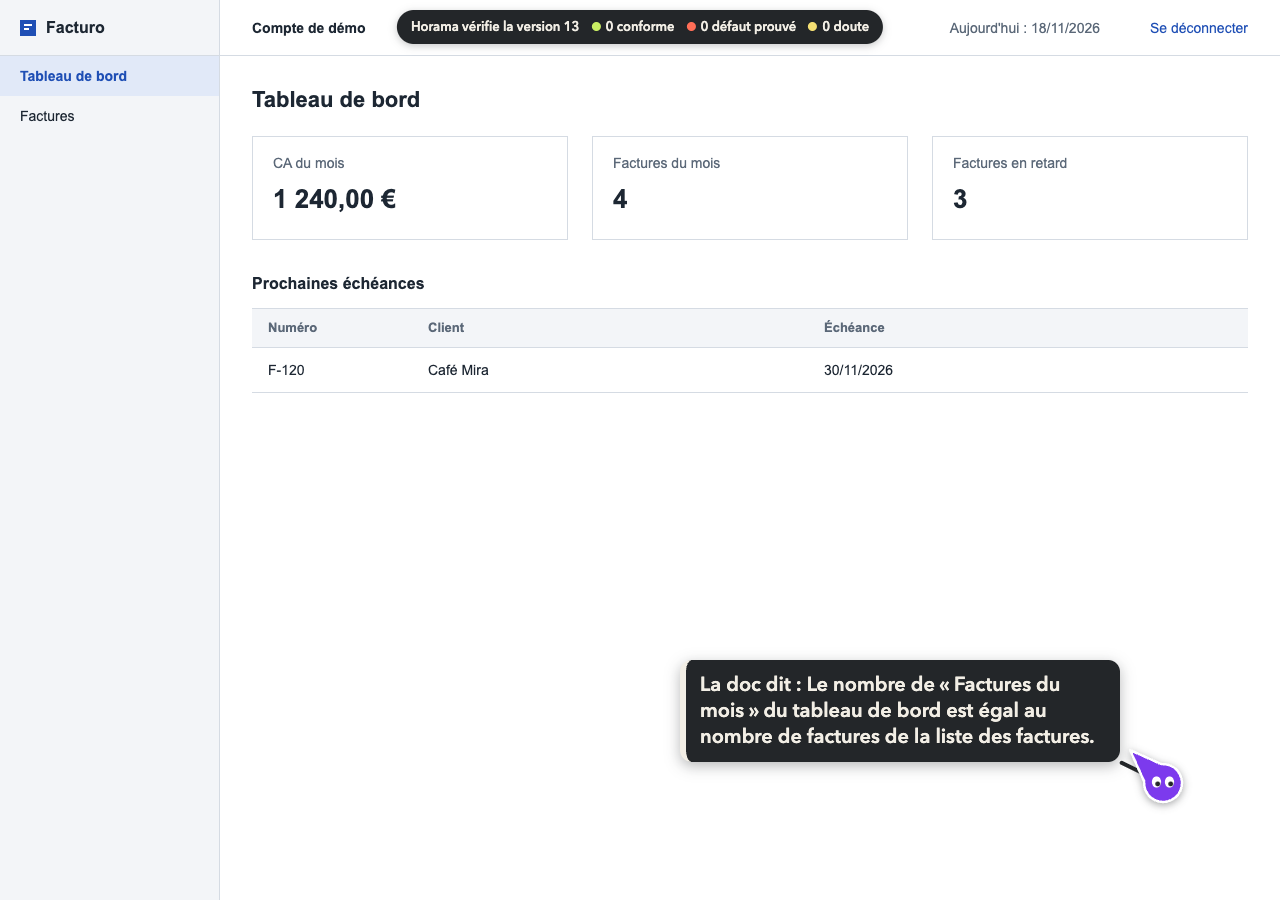 Facturo
Compte de démo
Horama vérifie la version 13 0 conforme 0 défaut prouvé 0 doute
Aujourd'hui : 18/11/2026
Se déconnecter
Tableau de bord
Factures
Tableau de bord
CA du mois
1 240,00 €
Factures du mois
4
Factures en retard
3
Prochaines échéances
Numéro Client Échéance
F-120 Café Mira 30/11/2026
La doc dit : Le nombre de « Factures du
mois » du tableau de bord est égal au
nombre de factures de la liste des factures.